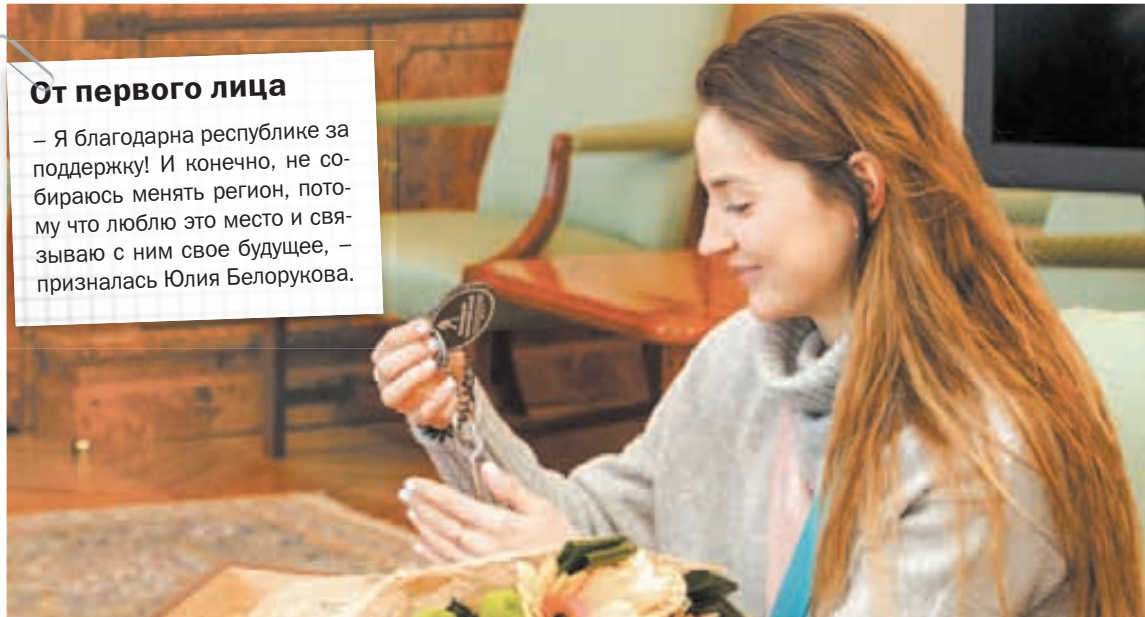 От первого лица
– Я благодарна республике за
поддержку! И конечно, не со-
бираюсь менять регион, пото-
му что люблю это место и свя-
зываю с ним свое будущее, –
призналась Юлия Белорукова.